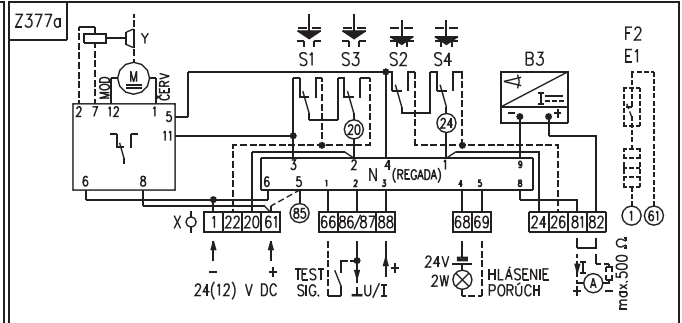 Z377a
Y
M
MOD
ČERV
2 7 12 1
5
11
6 8
S1 S3 S2 S4
20
24
B3
I
- +
F2
E1
3 2 4 1 9
N (REGADA)
6 5 1 2 3 4 5 8
85
X
1 22 20 61
66 86/87 88
68 69
24 26 81 82
1 61
- +
24(12) V DC
TEST
SIG.
⊥U/I
+
24V
2W
HLÁSENIE
PORÚCH
I
A
+ -
max.500 Ω